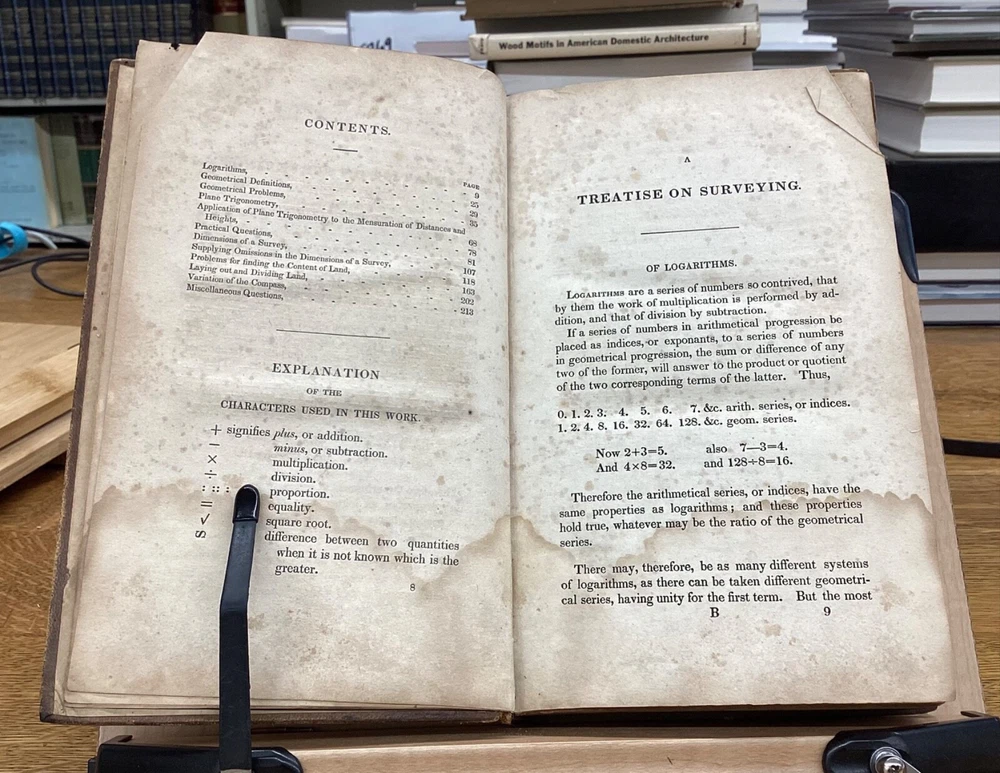 Wood Motifs in American Domestic Architecture
CONTENTS.
PAGE
Logarithms, - - - - - - - 9
Geometrical Definitions, - - - - - - 25
Geometrical Problems, - - - - - - 29
Plane Trigonometry, - - - - - - 35
Application of Plane Trigonometry to the Mensuration of Distances and
Heights, - - - - - - - 68
Practical Questions, - - - - - - 78
Dimensions of a Survey, - - - - - - 81
Supplying Omissions in the Dimensions of a Survey, - - - 107
Problems for finding the Content of Land, - - - - 118
Laying out and Dividing Land, - - - - - 163
Variation of the Compass, - - - - - - 202
Miscellaneous Questions, - - - - - - 213
EXPLANATION
OF THE
CHARACTERS USED IN THIS WORK.
+ signifies plus, or addition.
− minus, or subtraction.
× multiplication.
÷ division.
: :: : proportion.
= equality.
√ square root.
∽ difference between two quantities
when it is not known which is the
greater.
8
A
TREATISE ON SURVEYING.
OF LOGARITHMS.
LOGARITHMS are a series of numbers so contrived, that
by them the work of multiplication is performed by ad-
dition, and that of division by subtraction.
If a series of numbers in arithmetical progression be
placed as indices, or exponants, to a series of numbers
in geometrical progression, the sum or difference of any
two of the former, will answer to the product or quotient
of the two corresponding terms of the latter. Thus,
0. 1. 2. 3. 4. 5. 6. 7. &c. arith. series, or indices.
1. 2. 4. 8. 16. 32. 64. 128. &c. geom. series.
Now 2+3=5. also 7—3=4.
And 4×8=32. and 128÷8=16.
Therefore the arithmetical series, or indices, have the
same properties as logarithms; and these properties
hold true, whatever may be the ratio of the geometrical
series.
There may, therefore, be as many different systems
of logarithms, as there can be taken different geometri-
cal series, having unity for the first term. But the most
B 9